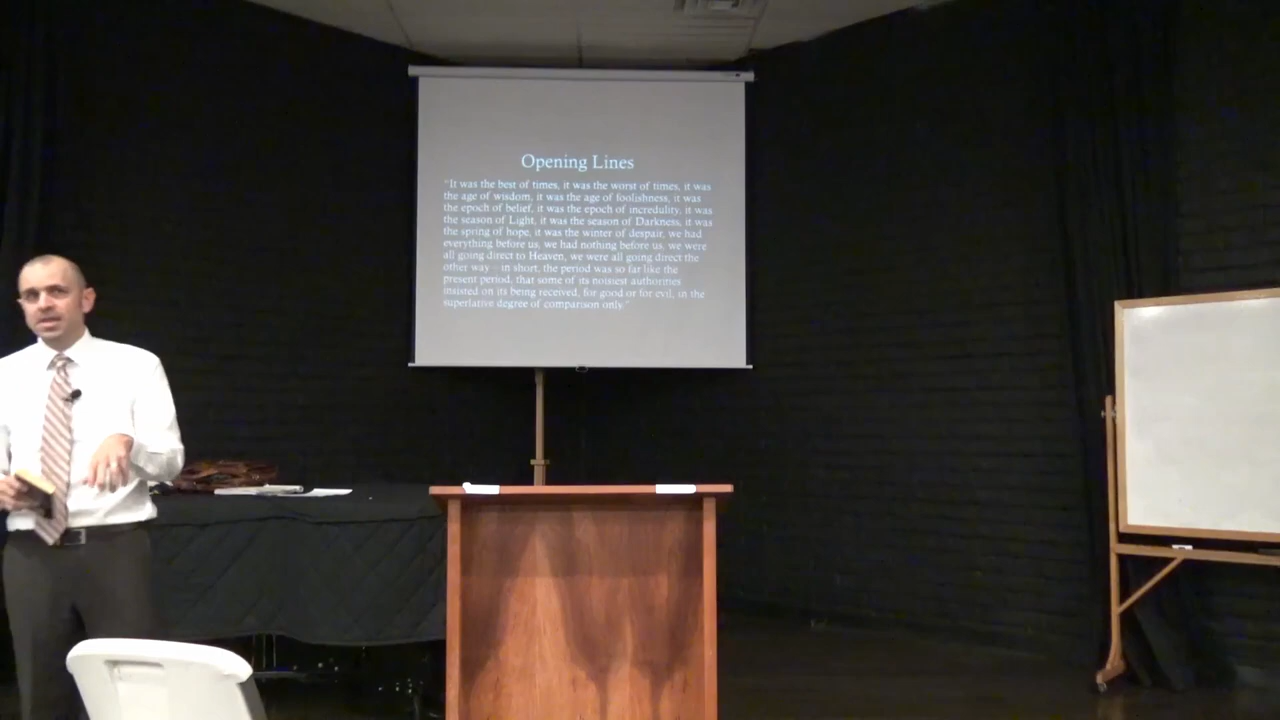 Opening Lines
"It was the best of times, it was the worst of times, it was
the age of wisdom, it was the age of foolishness, it was
the epoch of belief, it was the epoch of incredulity, it was
the season of Light, it was the season of Darkness, it was
the spring of hope, it was the winter of despair, we had
everything before us, we had nothing before us, we were
all going direct to Heaven, we were all going direct the
other way – in short, the period was so far like the
present period, that some of its noisiest authorities
insisted on its being received, for good or for evil, in the
superlative degree of comparison only."